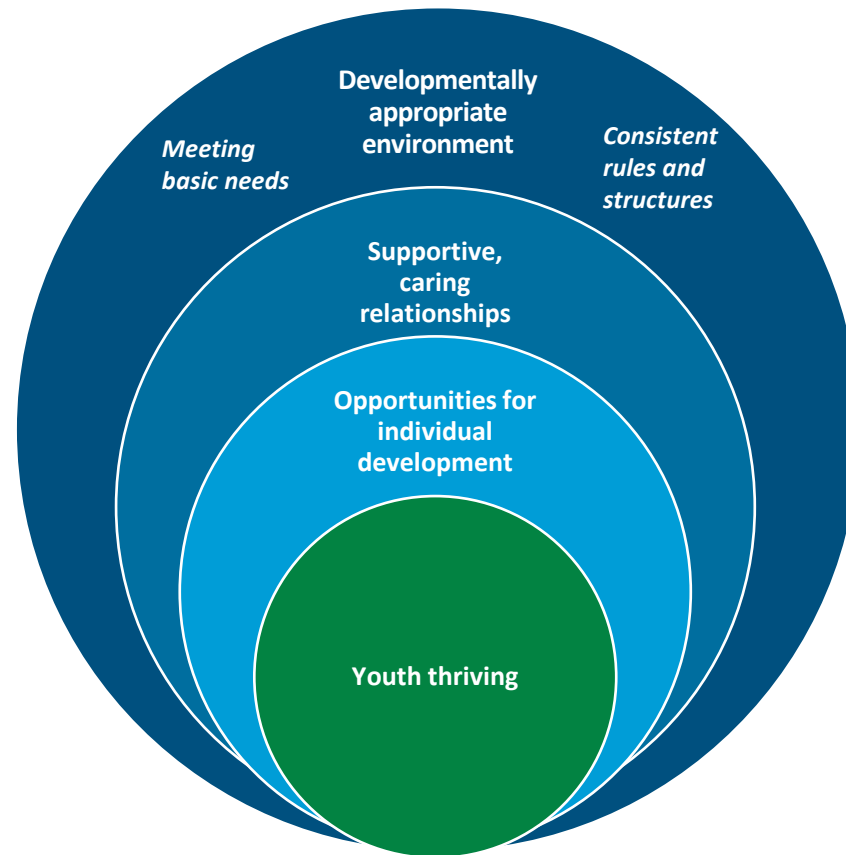 Developmentally
appropriate
environment
Meeting
basic needs
Consistent
rules and
structures
Supportive,
caring
relationships
Opportunities for
individual
development
Youth thriving